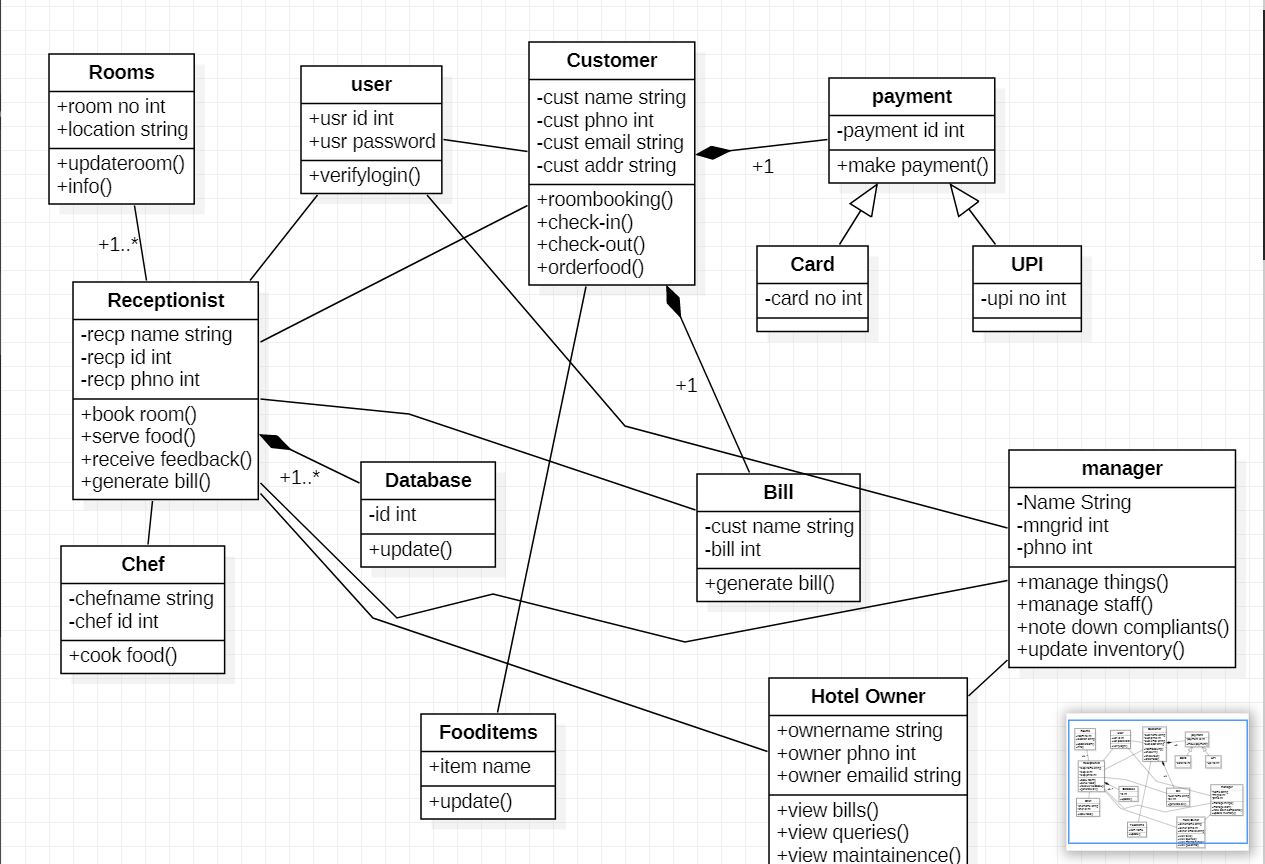 Rooms
+room no int
+location string
+updateroom()
+info()
user
+usr id int
+usr password
+verifylogin()
Customer
-cust name string
-cust phno int
-cust email string
-cust addr string
+roombooking()
+check-in()
+check-out()
+orderfood()
+1
payment
-payment id int
+make payment()
Card
-card no int
UPI
-upi no int
+1..*
Receptionist
-recp name string
-recp id int
-recp phno int
+book room()
+serve food()
+receive feedback()
+generate bill()
+1..*
Database
-id int
+update()
+1
Bill
-cust name string
-bill int
+generate bill()
manager
-Name String
-mngrid int
-phno int
+manage things()
+manage staff()
+note down compliants()
+update inventory()
Chef
-chefname string
-chef id int
+cook food()
Fooditems
+item name
+update()
Hotel Owner
+ownername string
+owner phno int
+owner emailid string
+view bills()
+view queries()
+view maintainence()